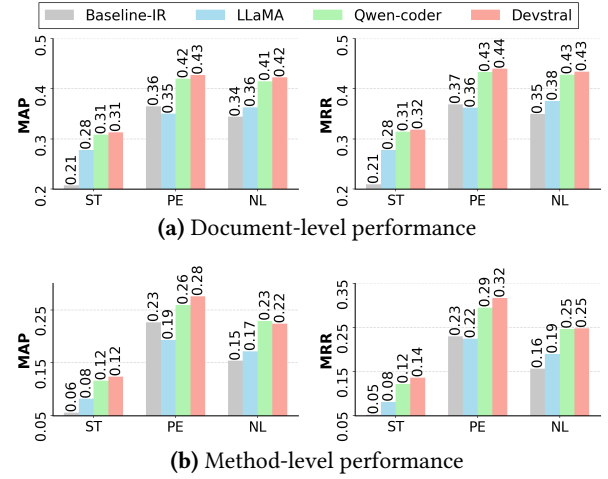 Baseline-IR LLaMA Qwen-coder Devstral
MAP
0.5
0.4
0.3
0.2
0.21 0.28 0.31 0.31
0.36 0.35 0.42 0.43
0.34 0.36 0.41 0.42
ST PE NL
MRR
0.5
0.4
0.3
0.2
0.21 0.28 0.31 0.32
0.37 0.36 0.43 0.44
0.35 0.38 0.43 0.43
ST PE NL
(a) Document-level performance
MAP
0.25
0.15
0.05
0.06 0.08 0.12 0.12
0.23 0.19 0.26 0.28
0.15 0.17 0.23 0.22
ST PE NL
MRR
0.35
0.25
0.15
0.05
0.05 0.08 0.12 0.14
0.23 0.22 0.29 0.32
0.16 0.19 0.25 0.25
ST PE NL
(b) Method-level performance